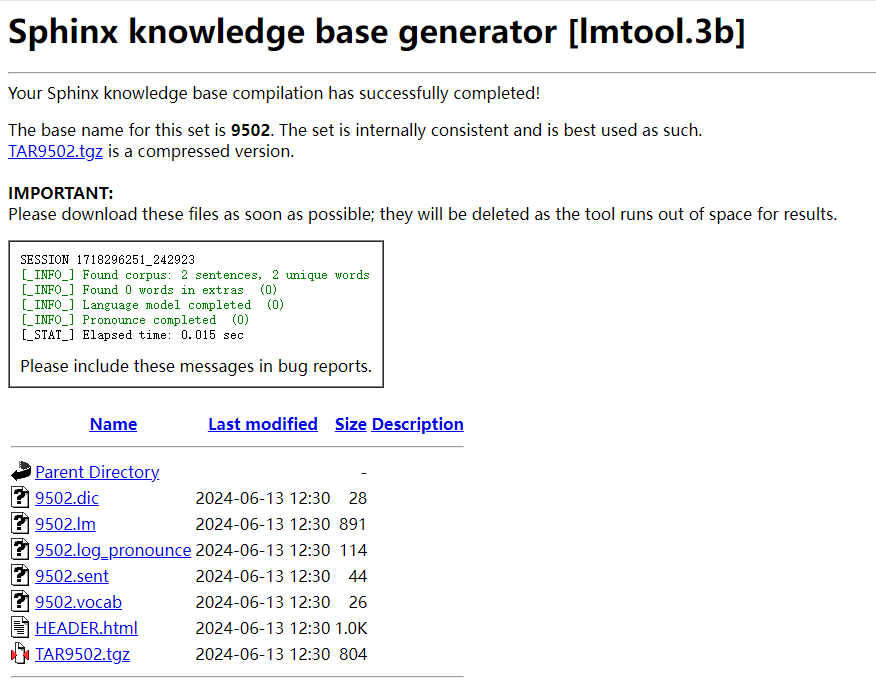 Sphinx knowledge base generator [lmtool.3b]
Your Sphinx knowledge base compilation has successfully completed!
The base name for this set is 9502. The set is internally consistent and is best used as such.
TAR9502.tgz is a compressed version.
IMPORTANT:
Please download these files as soon as possible; they will be deleted as the tool runs out of space for results.
SESSION 1718296251_242923
[_INFO_] Found corpus: 2 sentences, 2 unique words
[_INFO_] Found 0 words in extras  (0)
[_INFO_] Language model completed  (0)
[_INFO_] Pronounce completed  (0)
[_STAT_] Elapsed time: 0.015 sec
Please include these messages in bug reports.
Name Last modified Size Description
Parent Directory -
9502.dic 2024-06-13 12:30 28
9502.lm 2024-06-13 12:30 891
9502.log_pronounce 2024-06-13 12:30 114
9502.sent 2024-06-13 12:30 44
9502.vocab 2024-06-13 12:30 26
HEADER.html 2024-06-13 12:30 1.0K
TAR9502.tgz 2024-06-13 12:30 804